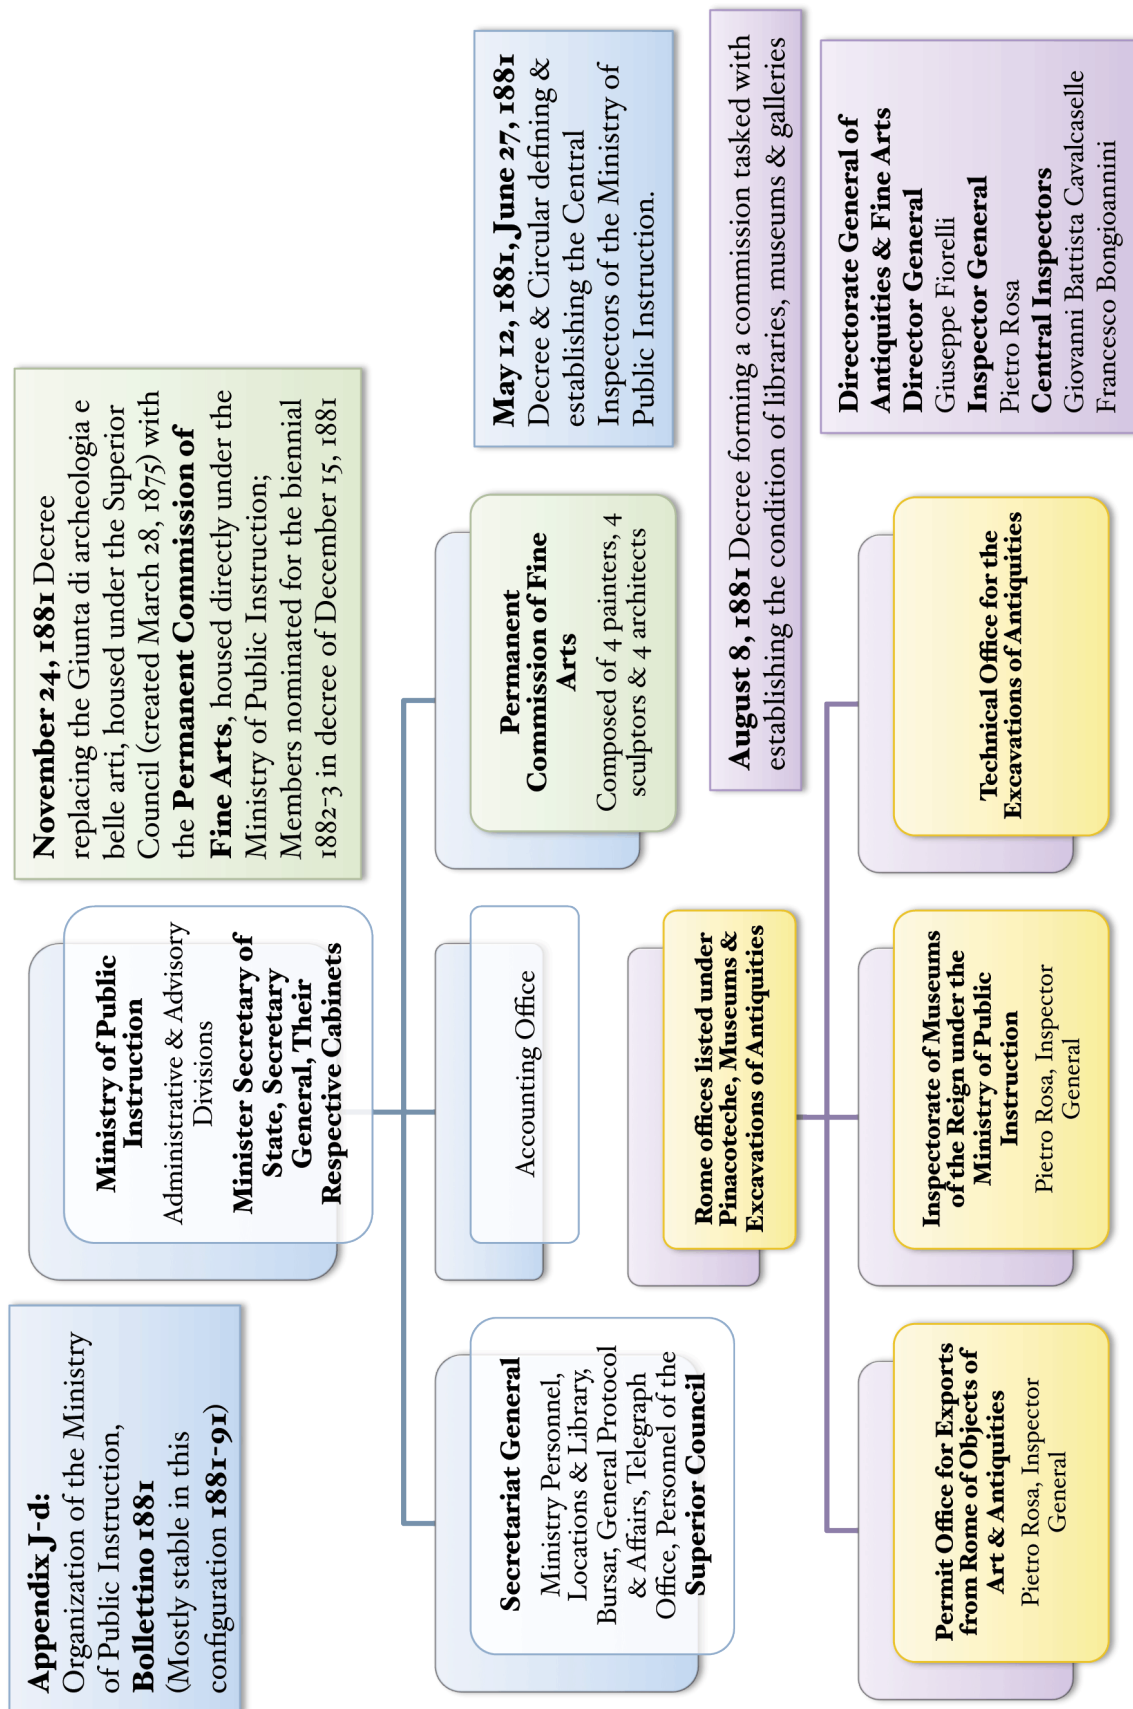 Appendix J-d:
Organization of the Ministry
of Public Instruction,
Bollettino 1881
(Mostly stable in this
configuration 1881-91)
Ministry of Public
Instruction
Administrative & Advisory
Divisions
Minister Secretary of
State, Secretary
General, Their
Respective Cabinets
November 24, 1881 Decree
replacing the Giunta di archeologia e
belle arti, housed under the Superior
Council (created March 28, 1875) with
the Permanent Commission of
Fine Arts, housed directly under the
Ministry of Public Instruction;
Members nominated for the biennial
1882-3 in decree of December 15, 1881
Secretariat General
Ministry Personnel,
Locations & Library,
Bursar, General Protocol
& Affairs, Telegraph
Office, Personnel of the
Superior Council
Accounting Office
Permanent
Commission of Fine
Arts
Composed of 4 painters, 4
sculptors & 4 architects
May 12, 1881, June 27, 1881
Decree & Circular defining &
establishing the Central
Inspectors of the Ministry of
Public Instruction.
Rome offices listed under
Pinacoteche, Museums &
Excavations of Antiquities
August 8, 1881 Decree forming a commission tasked with
establishing the condition of libraries, museums & galleries
Permit Office for Exports
from Rome of Objects of
Art & Antiquities
Pietro Rosa, Inspector
General
Inspectorate of Museums
of the Reign under the
Ministry of Public
Instruction
Pietro Rosa, Inspector
General
Technical Office for the
Excavations of Antiquities
Directorate General of
Antiquities & Fine Arts
Director General
Giuseppe Fiorelli
Inspector General
Pietro Rosa
Central Inspectors
Giovanni Battista Cavalcaselle
Francesco Bongioannini